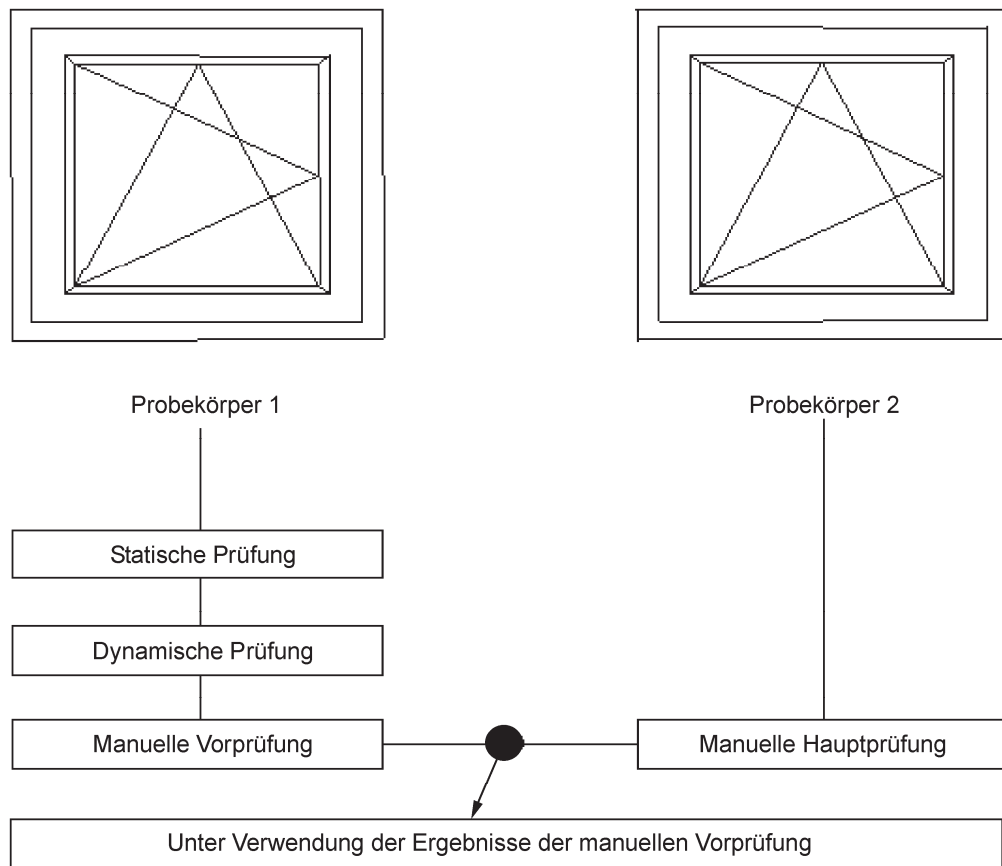 Probekörper 1
Probekörper 2
Statische Prüfung
Dynamische Prüfung
Manuelle Vorprüfung
Manuelle Hauptprüfung
Unter Verwendung der Ergebnisse der manuellen Vorprüfung